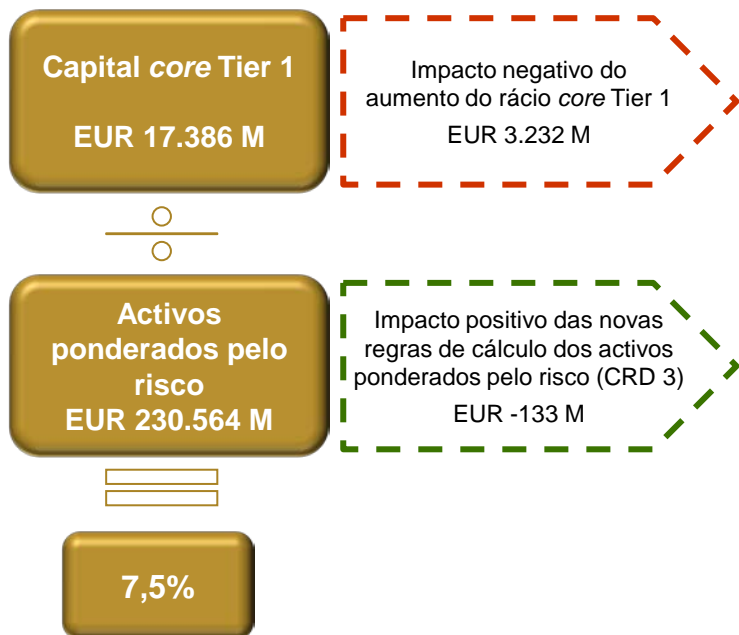 Capital core Tier 1
EUR 17.386 M
Impacto negativo do
aumento do rácio core Tier 1
EUR 3.232 M
Activos
ponderados pelo
risco
EUR 230.564 M
Impacto positivo das novas
regras de cálculo dos activos
ponderados pelo risco (CRD 3)
EUR -133 M
7,5%